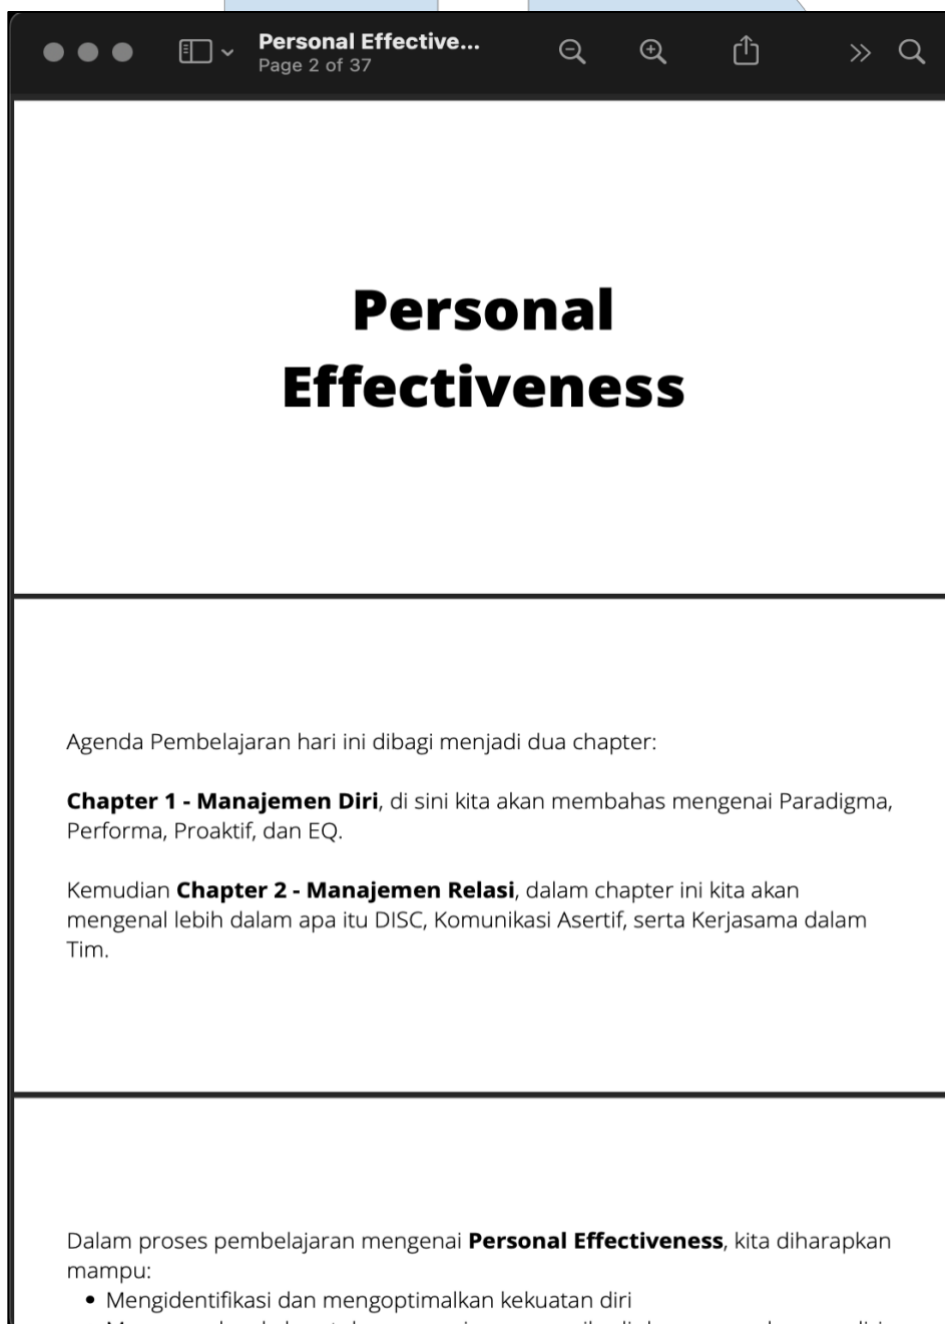 Personal Effective...
Page 2 of 37
Personal
Effectiveness
Agenda Pembelajaran hari ini dibagi menjadi dua chapter:
Chapter 1 - Manajemen Diri, di sini kita akan membahas mengenai Paradigma,
Performa, Proaktif, dan EQ.
Kemudian Chapter 2 - Manajemen Relasi, dalam chapter ini kita akan
mengenal lebih dalam apa itu DISC, Komunikasi Asertif, serta Kerjasama dalam
Tim.
Dalam proses pembelajaran mengenai Personal Effectiveness, kita diharapkan
mampu:
• Mengidentifikasi dan mengoptimalkan kekuatan diri